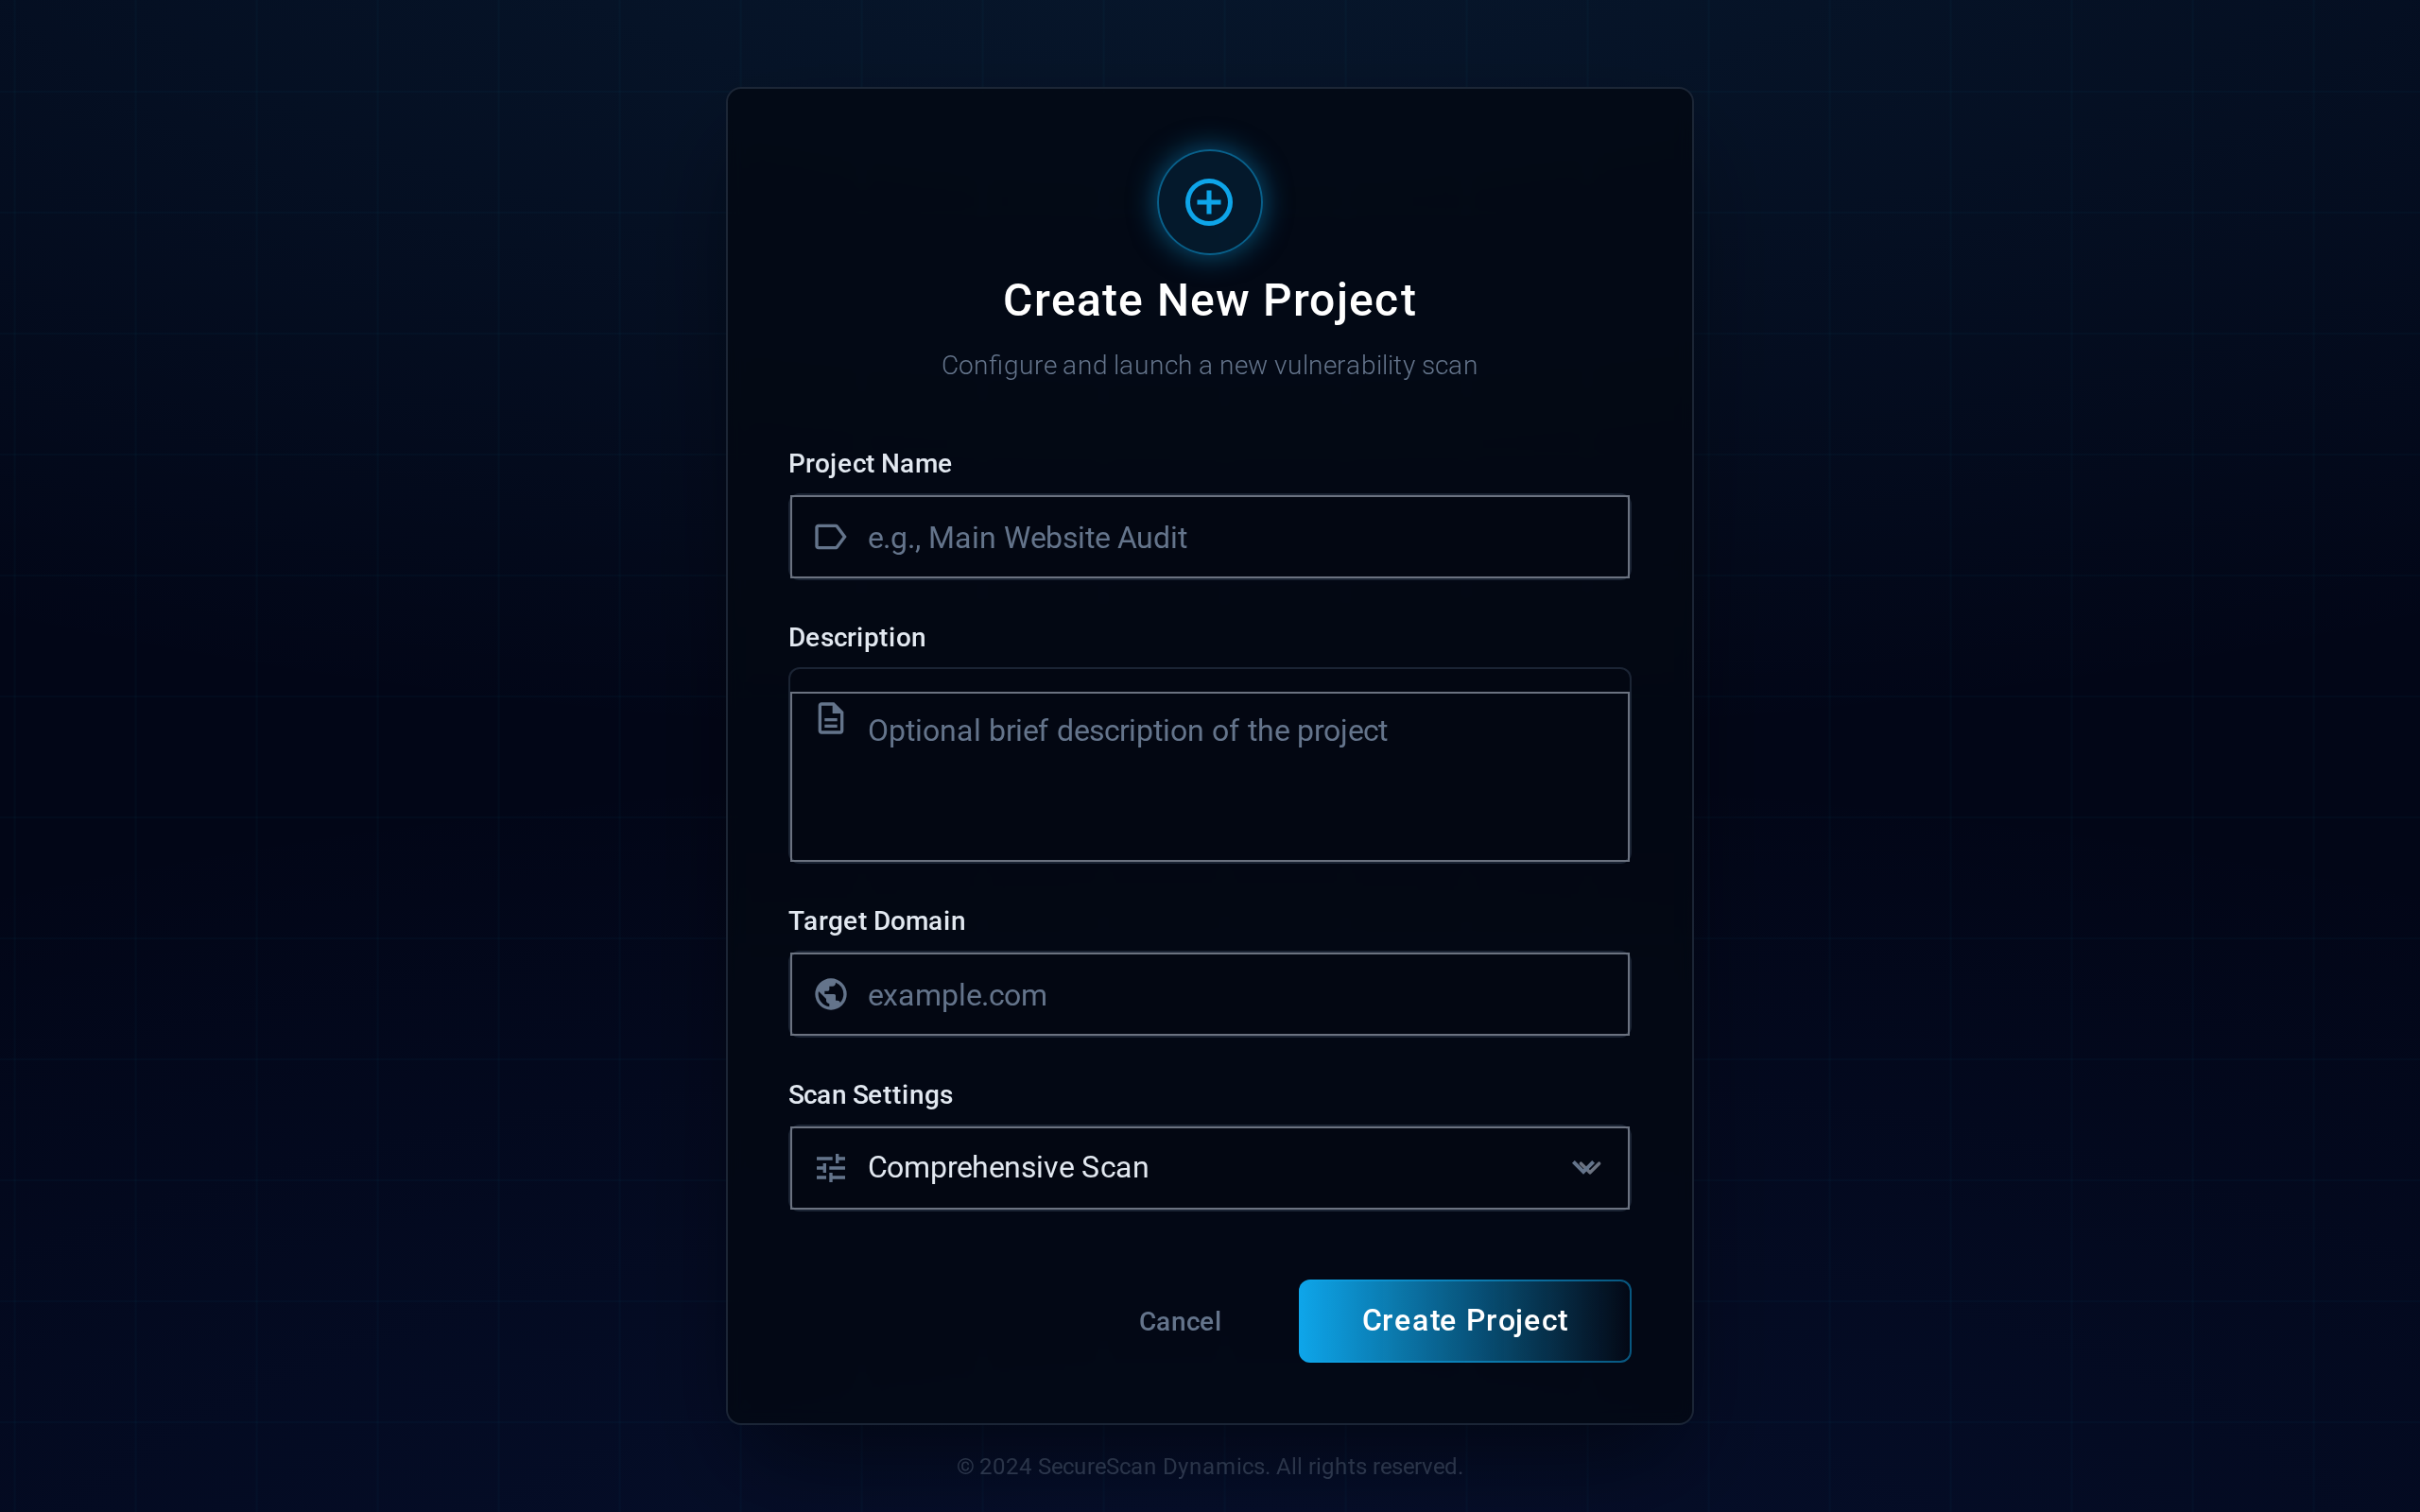 Create New Project
Configure and launch a new vulnerability scan
Project Name
e.g., Main Website Audit
Description
Optional brief description of the project
Target Domain
example.com
Scan Settings
Comprehensive Scan
Cancel
Create Project
© 2024 SecureScan Dynamics. All rights reserved.